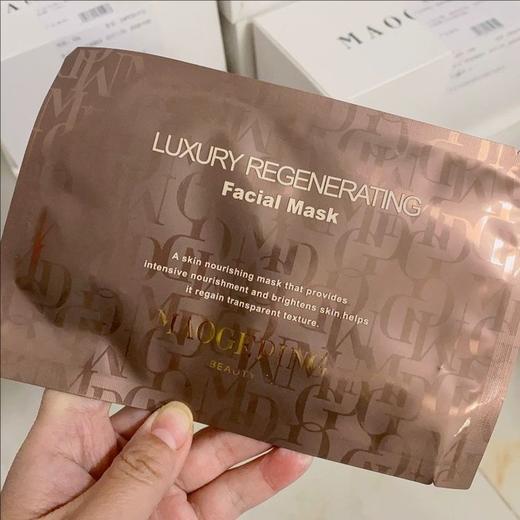 MAOG
LUXURY REGENERATING
Facial Mask
A skin nourishing mask that provides
intensive nourishment and brightens skin helps
it regain transparent texture.
MAOGEPING
BEAUTY